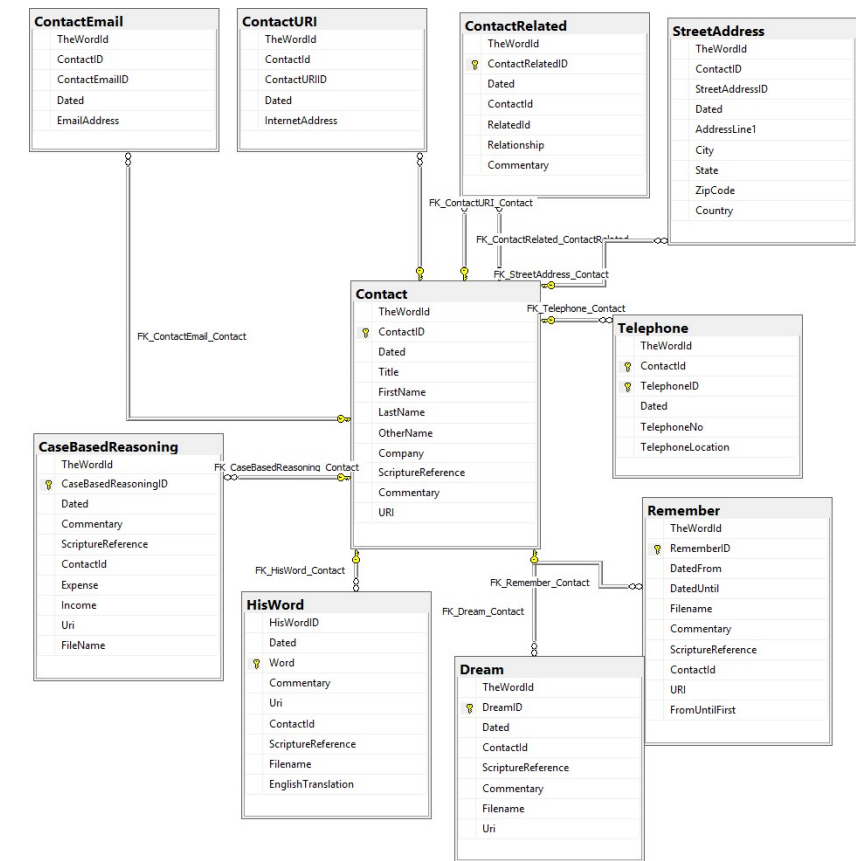 ContactEmail
TheWordId
ContactID
ContactEmailID
Dated
EmailAddress
ContactURI
TheWordId
ContactId
ContactURIID
Dated
InternetAddress
ContactRelated
TheWordId
ContactRelatedID
Dated
ContactId
RelatedId
Relationship
Commentary
StreetAddress
TheWordId
ContactID
StreetAddressID
Dated
AddressLine1
City
State
ZipCode
Country
FK_ContactURI_Contact
FK_ContactRelated_ContactRelated
FK_StreetAddress_Contact
FK_Telephone_Contact
FK_ContactEmail_Contact
Contact
TheWordId
ContactID
Dated
Title
FirstName
LastName
OtherName
Company
ScriptureReference
Commentary
URI
Telephone
TheWordId
ContactId
TelephoneID
Dated
TelephoneNo
TelephoneLocation
CaseBasedReasoning
TheWordId
CaseBasedReasoningID
Dated
Commentary
ScriptureReference
ContactId
Expense
Income
Uri
FileName
FK_CaseBasedReasoning_Contact
FK_HisWord_Contact
FK_Remember_Contact
FK_Dream_Contact
HisWord
HisWordID
Dated
Word
Commentary
Uri
ContactId
ScriptureReference
Filename
EnglishTranslation
Dream
TheWordId
DreamID
Dated
ContactId
ScriptureReference
Commentary
Filename
Uri
Remember
TheWordId
RememberID
DatedFrom
DatedUntil
Filename
Commentary
ScriptureReference
ContactId
URI
FromUntilFirst